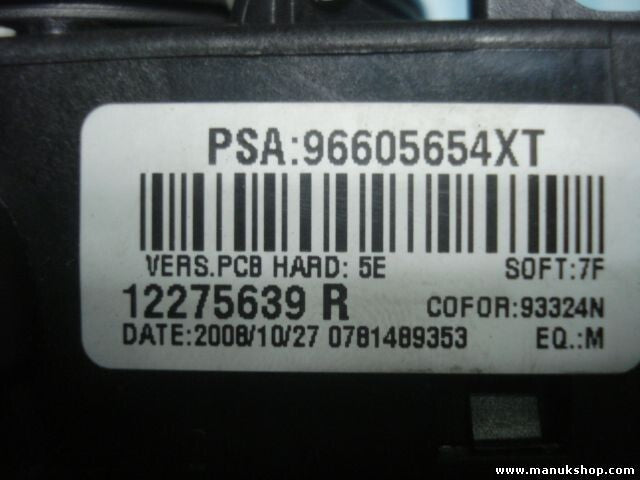 PSA:96605654XT
VERS.PCB HARD: 5E SOFT:7F
12275639 R COFOR:93324N
DATE:2008/10/27 0781489353 EQ.:M
www.manukshop.com